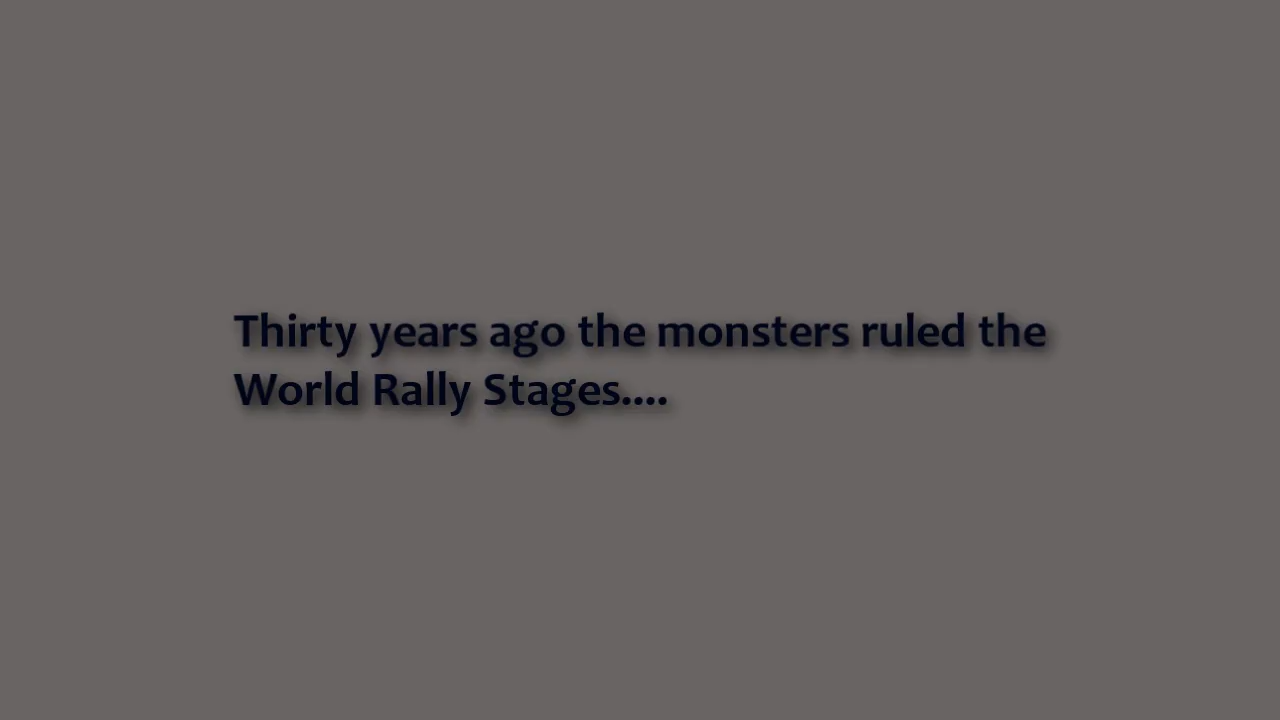 Thirty years ago the monsters ruled the
World Rally Stages....